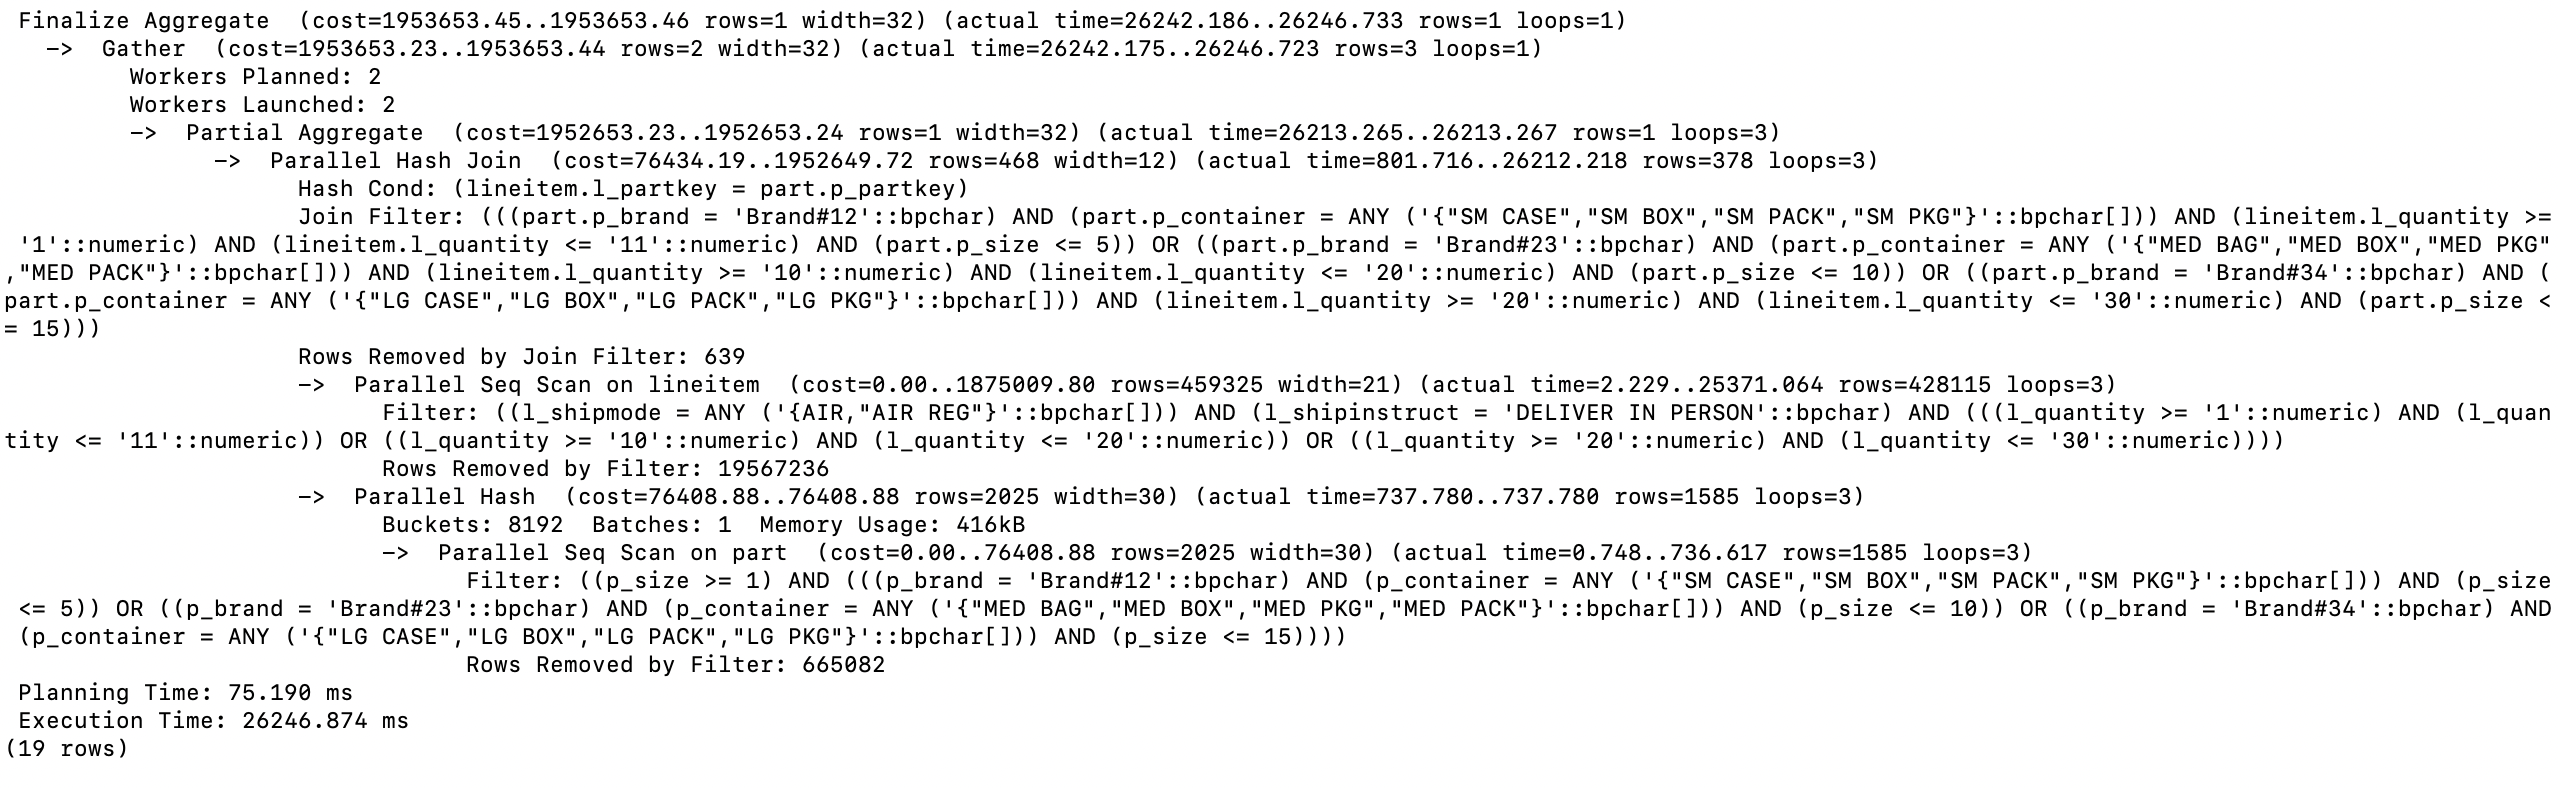 Finalize Aggregate  (cost=1953653.45..1953653.46 rows=1 width=32) (actual time=26242.186..26246.733 rows=1 loops=1)
->  Gather  (cost=1953653.23..1953653.44 rows=2 width=32) (actual time=26242.175..26246.723 rows=3 loops=1)
Workers Planned: 2
Workers Launched: 2
->  Partial Aggregate  (cost=1952653.23..1952653.24 rows=1 width=32) (actual time=26213.265..26213.267 rows=1 loops=3)
->  Parallel Hash Join  (cost=76434.19..1952649.72 rows=468 width=12) (actual time=801.716..26212.218 rows=378 loops=3)
Hash Cond: (lineitem.l_partkey = part.p_partkey)
Join Filter: (((part.p_brand = 'Brand#12'::bpchar) AND (part.p_container = ANY ('{"SM CASE","SM BOX","SM PACK","SM PKG"}'::bpchar[])) AND (lineitem.l_quantity >=
'1'::numeric) AND (lineitem.l_quantity <= '11'::numeric) AND (part.p_size <= 5)) OR ((part.p_brand = 'Brand#23'::bpchar) AND (part.p_container = ANY ('{"MED BAG","MED BOX","MED PKG"
,"MED PACK"}'::bpchar[])) AND (lineitem.l_quantity >= '10'::numeric) AND (lineitem.l_quantity <= '20'::numeric) AND (part.p_size <= 10)) OR ((part.p_brand = 'Brand#34'::bpchar) AND (
part.p_container = ANY ('{"LG CASE","LG BOX","LG PACK","LG PKG"}'::bpchar[])) AND (lineitem.l_quantity >= '20'::numeric) AND (lineitem.l_quantity <= '30'::numeric) AND (part.p_size <
= 15)))
Rows Removed by Join Filter: 639
->  Parallel Seq Scan on lineitem  (cost=0.00..1875009.80 rows=459325 width=21) (actual time=2.229..25371.064 rows=428115 loops=3)
Filter: ((l_shipmode = ANY ('{AIR,"AIR REG"}'::bpchar[])) AND (l_shipinstruct = 'DELIVER IN PERSON'::bpchar) AND (((l_quantity >= '1'::numeric) AND (l_quan
tity <= '11'::numeric)) OR ((l_quantity >= '10'::numeric) AND (l_quantity <= '20'::numeric)) OR ((l_quantity >= '20'::numeric) AND (l_quantity <= '30'::numeric))))
Rows Removed by Filter: 19567236
->  Parallel Hash  (cost=76408.88..76408.88 rows=2025 width=30) (actual time=737.780..737.780 rows=1585 loops=3)
Buckets: 8192  Batches: 1  Memory Usage: 416kB
->  Parallel Seq Scan on part  (cost=0.00..76408.88 rows=2025 width=30) (actual time=0.748..736.617 rows=1585 loops=3)
Filter: ((p_size >= 1) AND (((p_brand = 'Brand#12'::bpchar) AND (p_container = ANY ('{"SM CASE","SM BOX","SM PACK","SM PKG"}'::bpchar[])) AND (p_size
<= 5)) OR ((p_brand = 'Brand#23'::bpchar) AND (p_container = ANY ('{"MED BAG","MED BOX","MED PKG","MED PACK"}'::bpchar[])) AND (p_size <= 10)) OR ((p_brand = 'Brand#34'::bpchar) AND
(p_container = ANY ('{"LG CASE","LG BOX","LG PACK","LG PKG"}'::bpchar[])) AND (p_size <= 15))))
Rows Removed by Filter: 665082
Planning Time: 75.190 ms
Execution Time: 26246.874 ms
(19 rows)